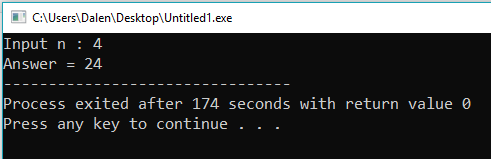 C:\Users\Dalen\Desktop\Untitled1.exe
Input n : 4
Answer = 24
--------------------------------
Process exited after 174 seconds with return value 0
Press any key to continue . . .